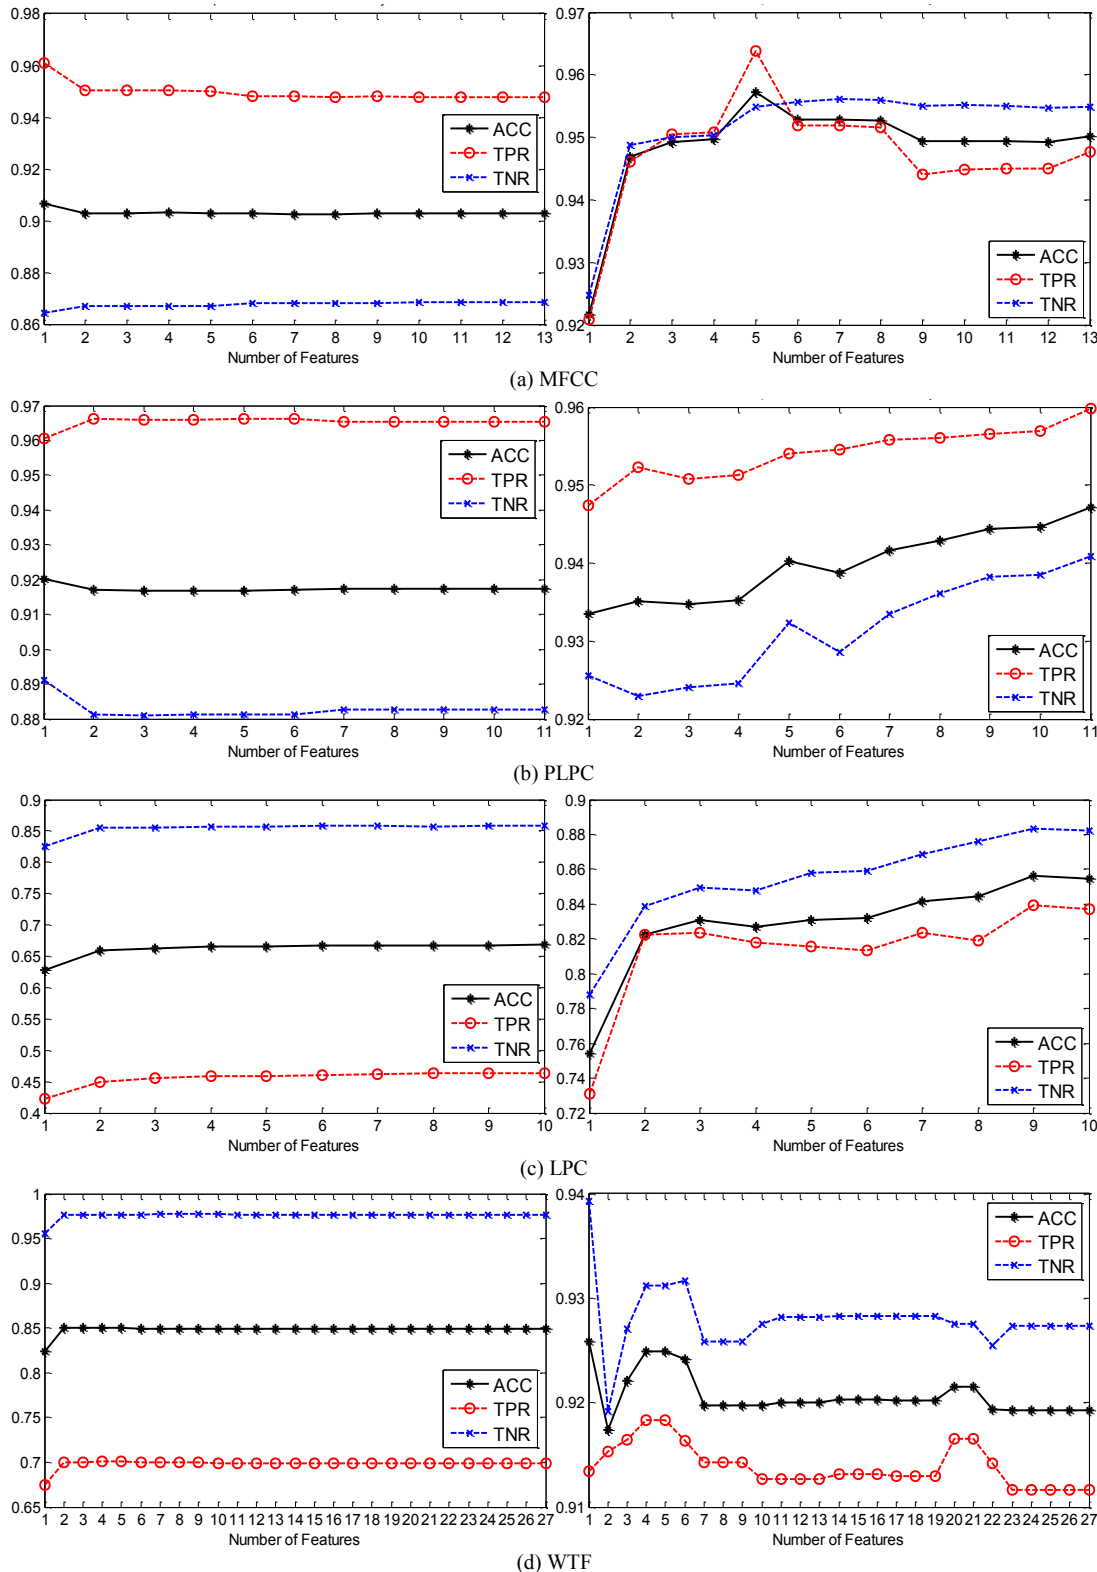 0.98
0.96
0.94
0.92
0.9
0.88
0.86
ACC
TPR
TNR
1 2 3 4 5 6 7 8 9 10 11 12 13
Number of Features
0.97
0.96
0.95
0.94
0.93
0.92
ACC
TPR
TNR
1 2 3 4 5 6 7 8 9 10 11 12 13
Number of Features
(a) MFCC
0.97
0.96
0.95
0.94
0.93
0.92
0.91
0.9
0.89
0.88
ACC
TPR
TNR
1 2 3 4 5 6 7 8 9 10 11
Number of Features
0.96
0.95
0.94
0.93
0.92
ACC
TPR
TNR
1 2 3 4 5 6 7 8 9 10 11
Number of Features
(b) PLPC
0.9
0.85
0.8
0.75
0.7
0.65
0.6
0.55
0.5
0.45
0.4
ACC
TPR
TNR
1 2 3 4 5 6 7 8 9 10
Number of Features
0.9
0.88
0.86
0.84
0.82
0.8
0.78
0.76
0.74
0.72
ACC
TPR
TNR
1 2 3 4 5 6 7 8 9 10
Number of Features
(c) LPC
1
0.95
0.9
0.85
0.8
0.75
0.7
0.65
ACC
TPR
TNR
1 2 3 4 5 6 7 8 9 10 11 12 13 14 15 16 17 18 19 20 21 22 23 24 25 26 27
Number of Features
0.94
0.93
0.92
0.91
ACC
TPR
TNR
1 2 3 4 5 6 7 8 9 10 11 12 13 14 15 16 17 18 19 20 21 22 23 24 25 26 27
Number of Features
(d) WTF